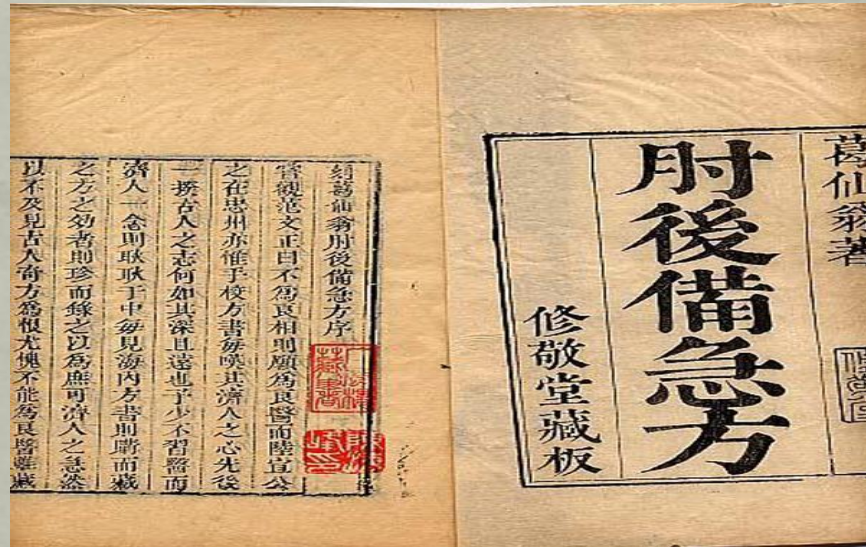 葛仙翁著
肘後備急方
修敬堂藏板
刻葛仙翁肘後備急方序
甞觀范文正曰不爲良相則願爲良醫而陸宣公
之在忠州亦惟手校方書每嘆其濟人之心先後
一揆古人之志何如其深且遠也予少不習醫而
濟人一念則耿耿于中每見海內方書則購而藏
之方之効者則珍而錄之以爲庶可濟人之急然
以不及見古人奇方爲恨尤愧不能爲良醫雖藏